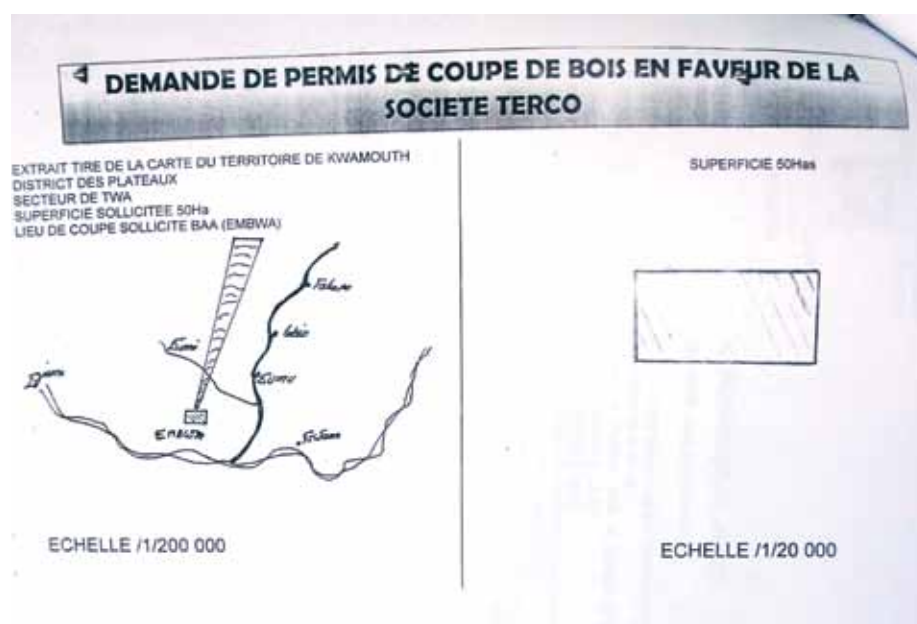 DEMANDE DE PERMIS DE COUPE DE BOIS EN FAVEUR DE LA
SOCIETE TERCO
EXTRAIT TIRE DE LA CARTE DU TERRITOIRE DE KWAMOUTH
DISTRICT DES PLATEAUX
SECTEUR DE TWA
SUPERFICIE SOLLICITEE 50Ha
LIEU DE COUPE SOLLICITE BAA (EMBWA)
SUPERFICIE 50Has
EMBWA
ECHELLE /1/200 000
ECHELLE /1/20 000